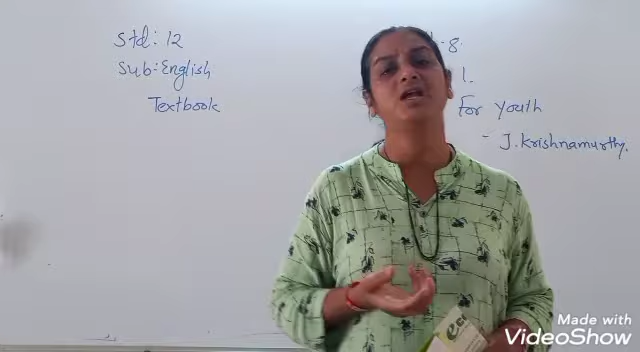 Std: 12
Sub: English
Textbook
8.
1.
For Youth
- J. Krishnamurthy.
Made with
VideoShow